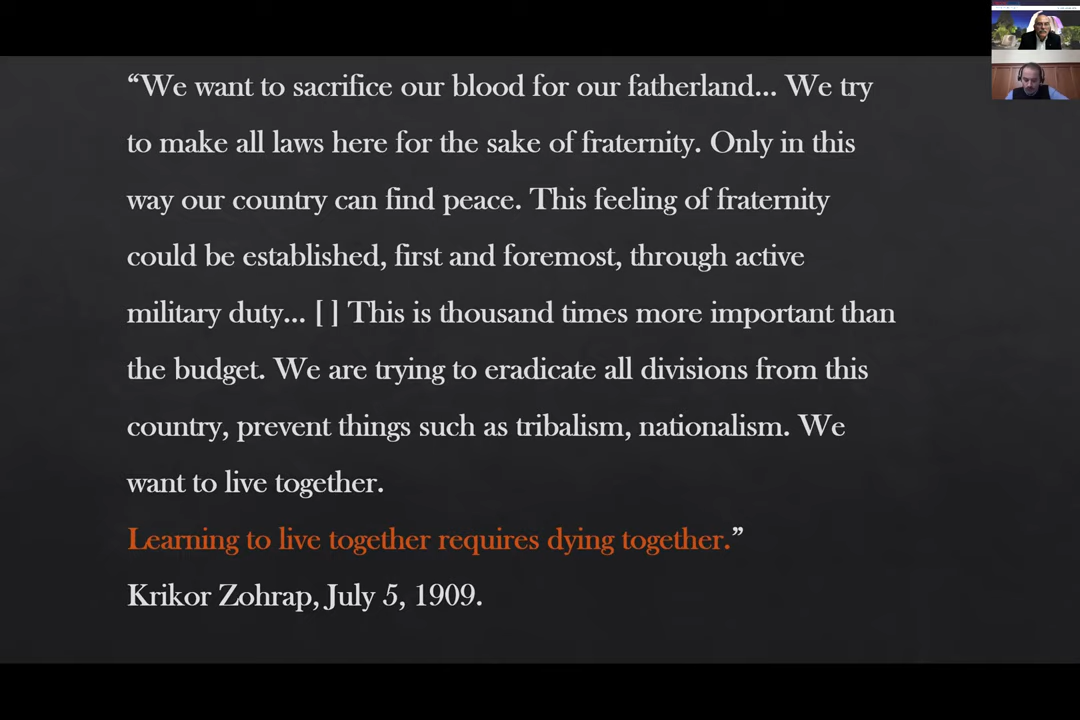 “We want to sacrifice our blood for our fatherland... We try
to make all laws here for the sake of fraternity. Only in this
way our country can find peace. This feeling of fraternity
could be established, first and foremost, through active
military duty... [ ] This is thousand times more important than
the budget. We are trying to eradicate all divisions from this
country, prevent things such as tribalism, nationalism. We
want to live together.
Learning to live together requires dying together.”
Krikor Zohrap, July 5, 1909.